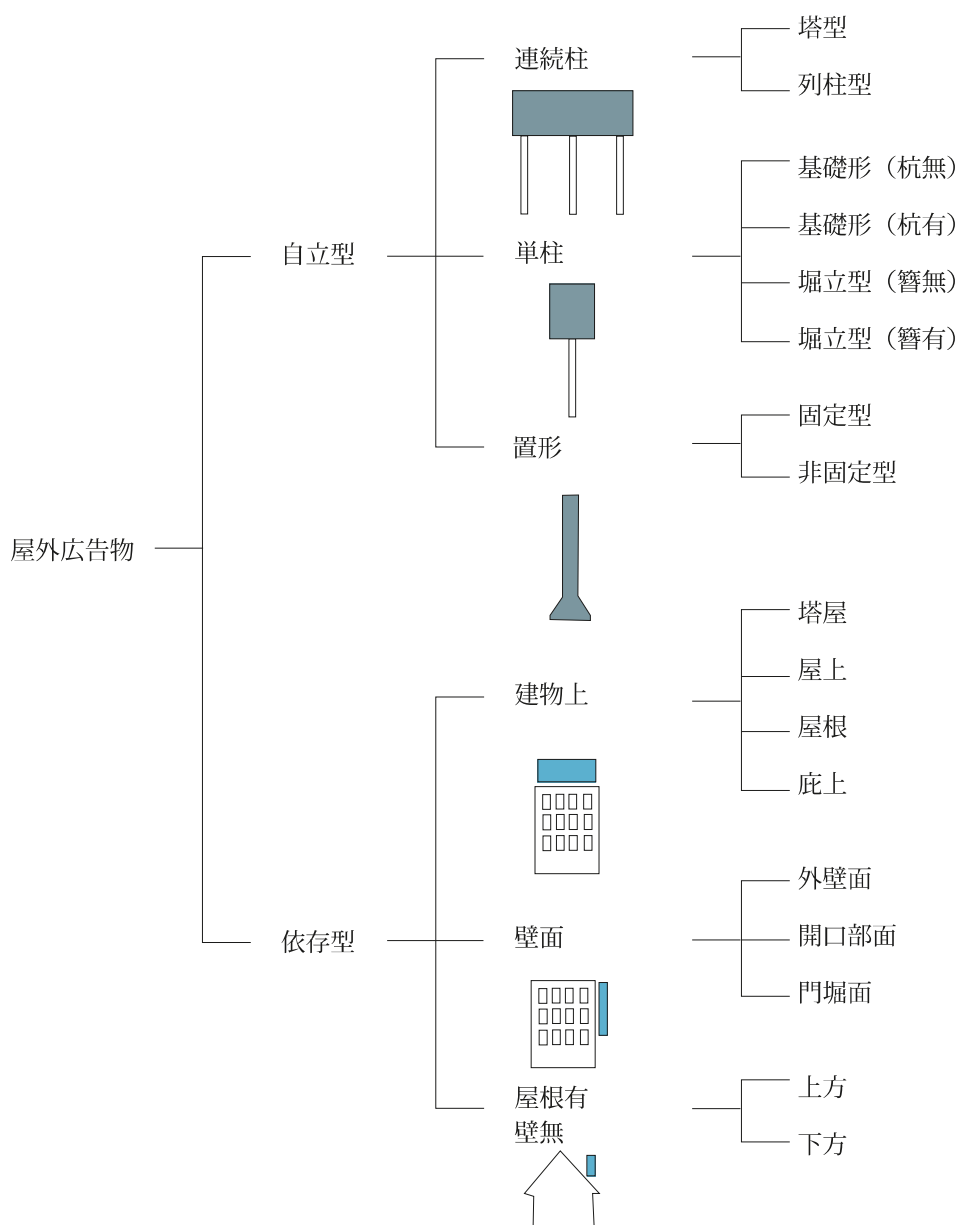 屋外広告物
自立型
連続柱
塔型
列柱型
単柱
基礎形（杭無）
基礎形（杭有）
堀立型（簪無）
堀立型（簪有）
置形
固定型
非固定型
依存型
建物上
塔屋
屋上
屋根
庇上
壁面
外壁面
開口部面
門堀面
屋根有
壁無
上方
下方